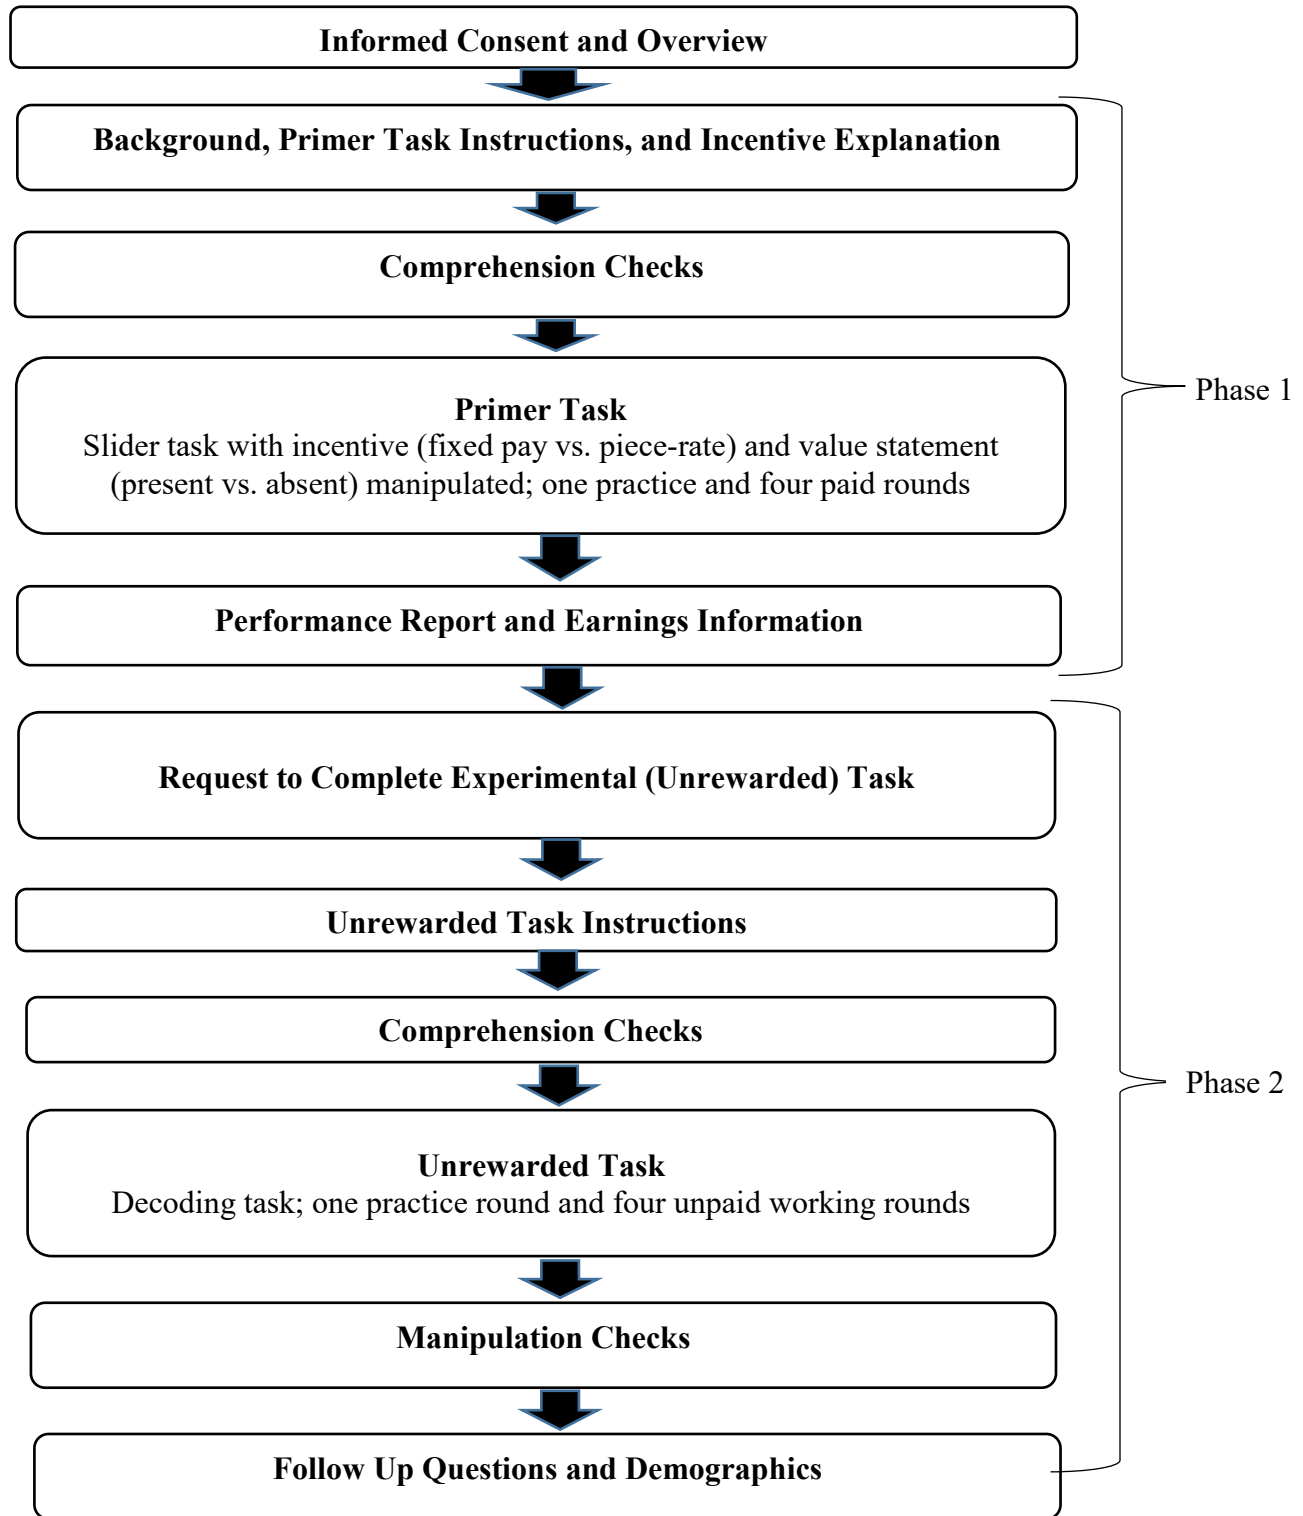 Informed Consent and Overview
Background, Primer Task Instructions, and Incentive Explanation
Comprehension Checks
Primer Task
Slider task with incentive (fixed pay vs. piece-rate) and value statement
(present vs. absent) manipulated; one practice and four paid rounds
Phase 1
Performance Report and Earnings Information
Request to Complete Experimental (Unrewarded) Task
Unrewarded Task Instructions
Comprehension Checks
Phase 2
Unrewarded Task
Decoding task; one practice round and four unpaid working rounds
Manipulation Checks
Follow Up Questions and Demographics